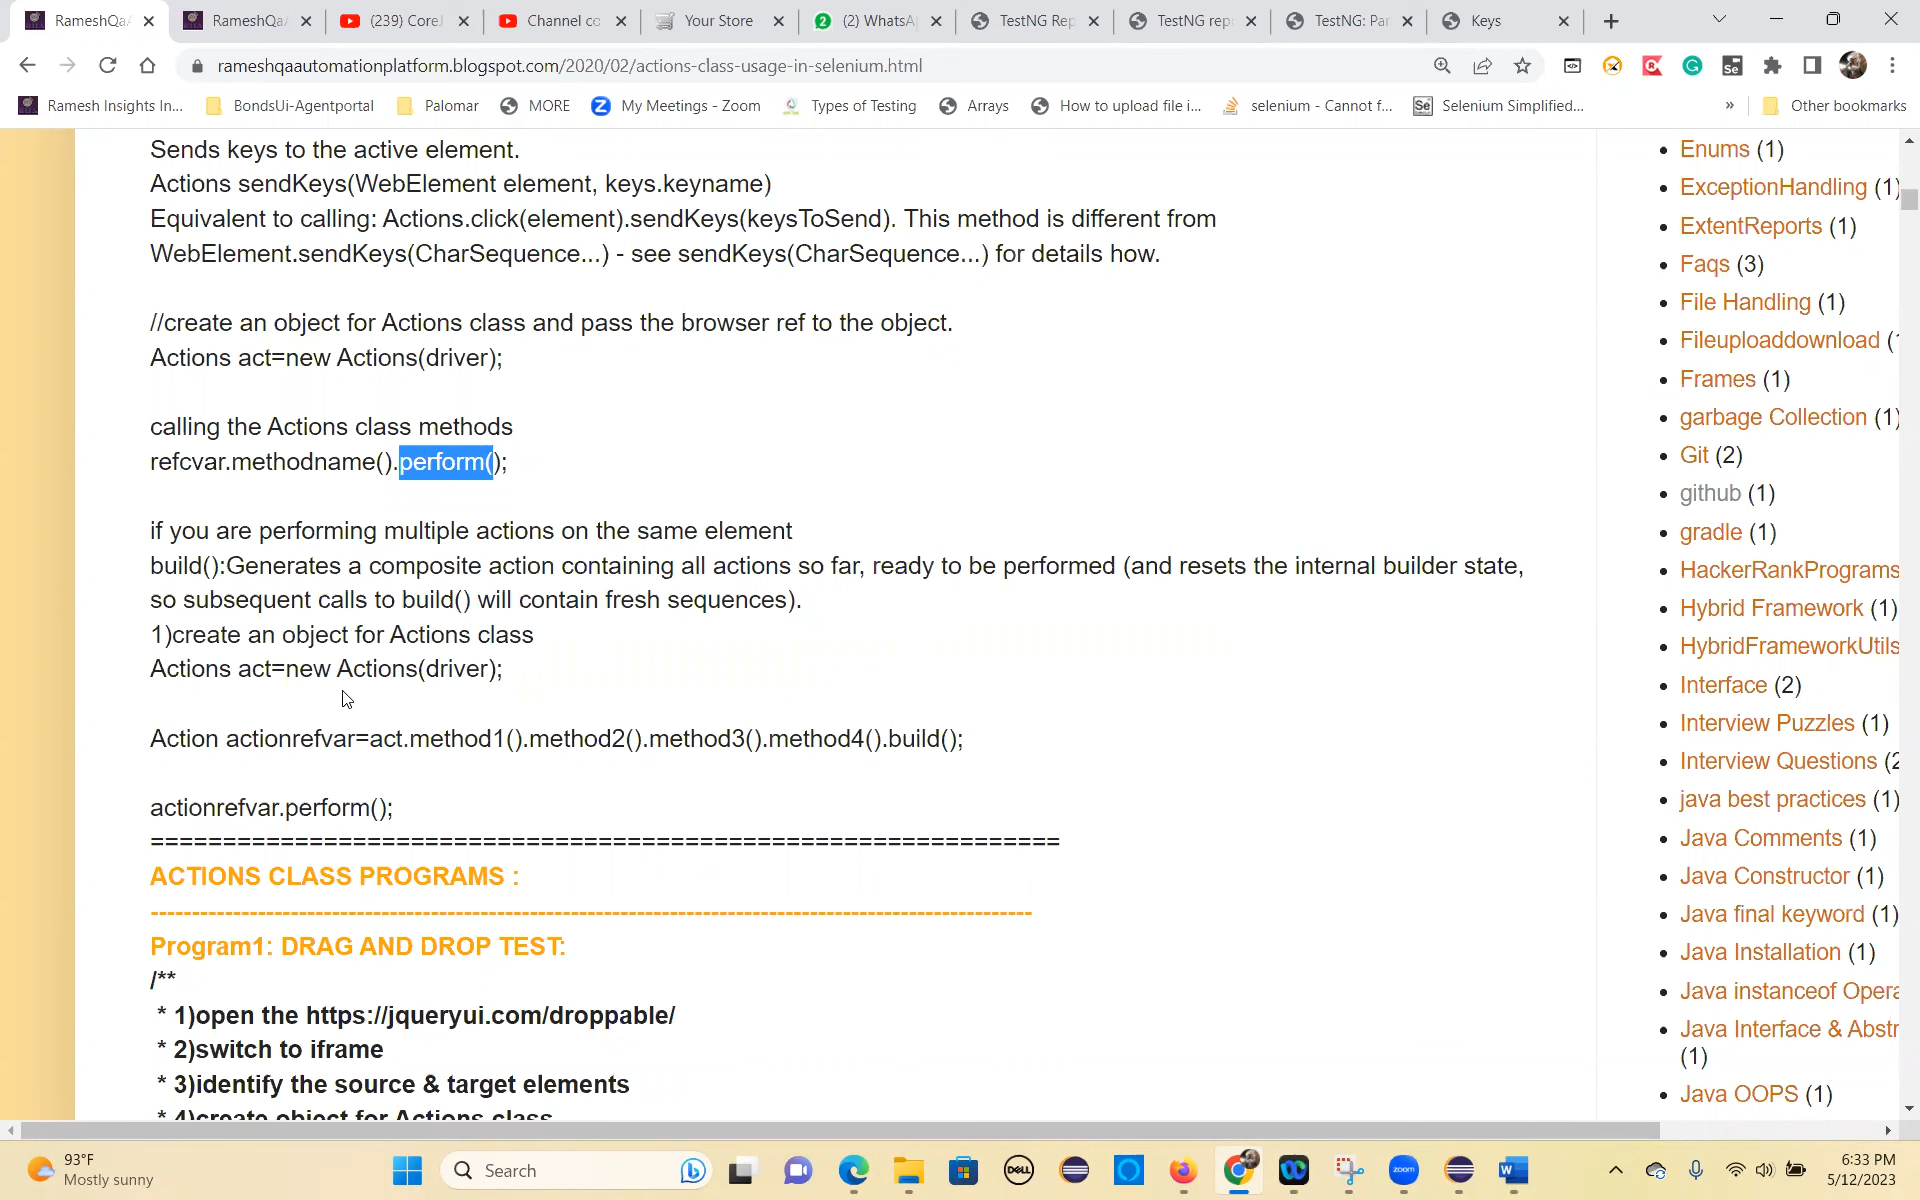 RameshQa
RameshQa
(239) CoreJ
Channel co
Your Store
(2) WhatsA
TestNG Rep
TestNG rep
TestNG: Par
Keys
rameshqaautomationplatform.blogspot.com/2020/02/actions-class-usage-in-selenium.html
Ramesh Insights In...
BondsUi-Agentportal
Palomar
MORE
My Meetings - Zoom
Types of Testing
Arrays
How to upload file i...
selenium - Cannot f...
Selenium Simplified...
»
Other bookmarks
Sends keys to the active element.
Actions sendKeys(WebElement element, keys.keyname)
Equivalent to calling: Actions.click(element).sendKeys(keysToSend). This method is different from
WebElement.sendKeys(CharSequence...) - see sendKeys(CharSequence...) for details how.
//create an object for Actions class and pass the browser ref to the object.
Actions act=new Actions(driver);
calling the Actions class methods
refcvar.methodname().perform();
if you are performing multiple actions on the same element
build():Generates a composite action containing all actions so far, ready to be performed (and resets the internal builder state,
so subsequent calls to build() will contain fresh sequences).
1)create an object for Actions class
Actions act=new Actions(driver);
Action actionrefvar=act.method1().method2().method3().method4().build();
actionrefvar.perform();
===============================================================
ACTIONS CLASS PROGRAMS :
-----------------------------------------------------------------------------------------------------------
Program1: DRAG AND DROP TEST:
/**
* 1)open the https://jqueryui.com/droppable/
* 2)switch to iframe
* 3)identify the source & target elements
* 4)create object for Actions class
Enums (1)
ExceptionHandling (1)
ExtentReports (1)
Faqs (3)
File Handling (1)
Fileuploaddownload (1
Frames (1)
garbage Collection (1)
Git (2)
github (1)
gradle (1)
HackerRankPrograms
Hybrid Framework (1)
HybridFrameworkUtils
Interface (2)
Interview Puzzles (1)
Interview Questions (2
java best practices (1)
Java Comments (1)
Java Constructor (1)
Java final keyword (1)
Java Installation (1)
Java instanceof Opera
Java Interface & Abstr
(1)
Java OOPS (1)
93°F
Mostly sunny
Search
DELL
zoom
6:33 PM
5/12/2023